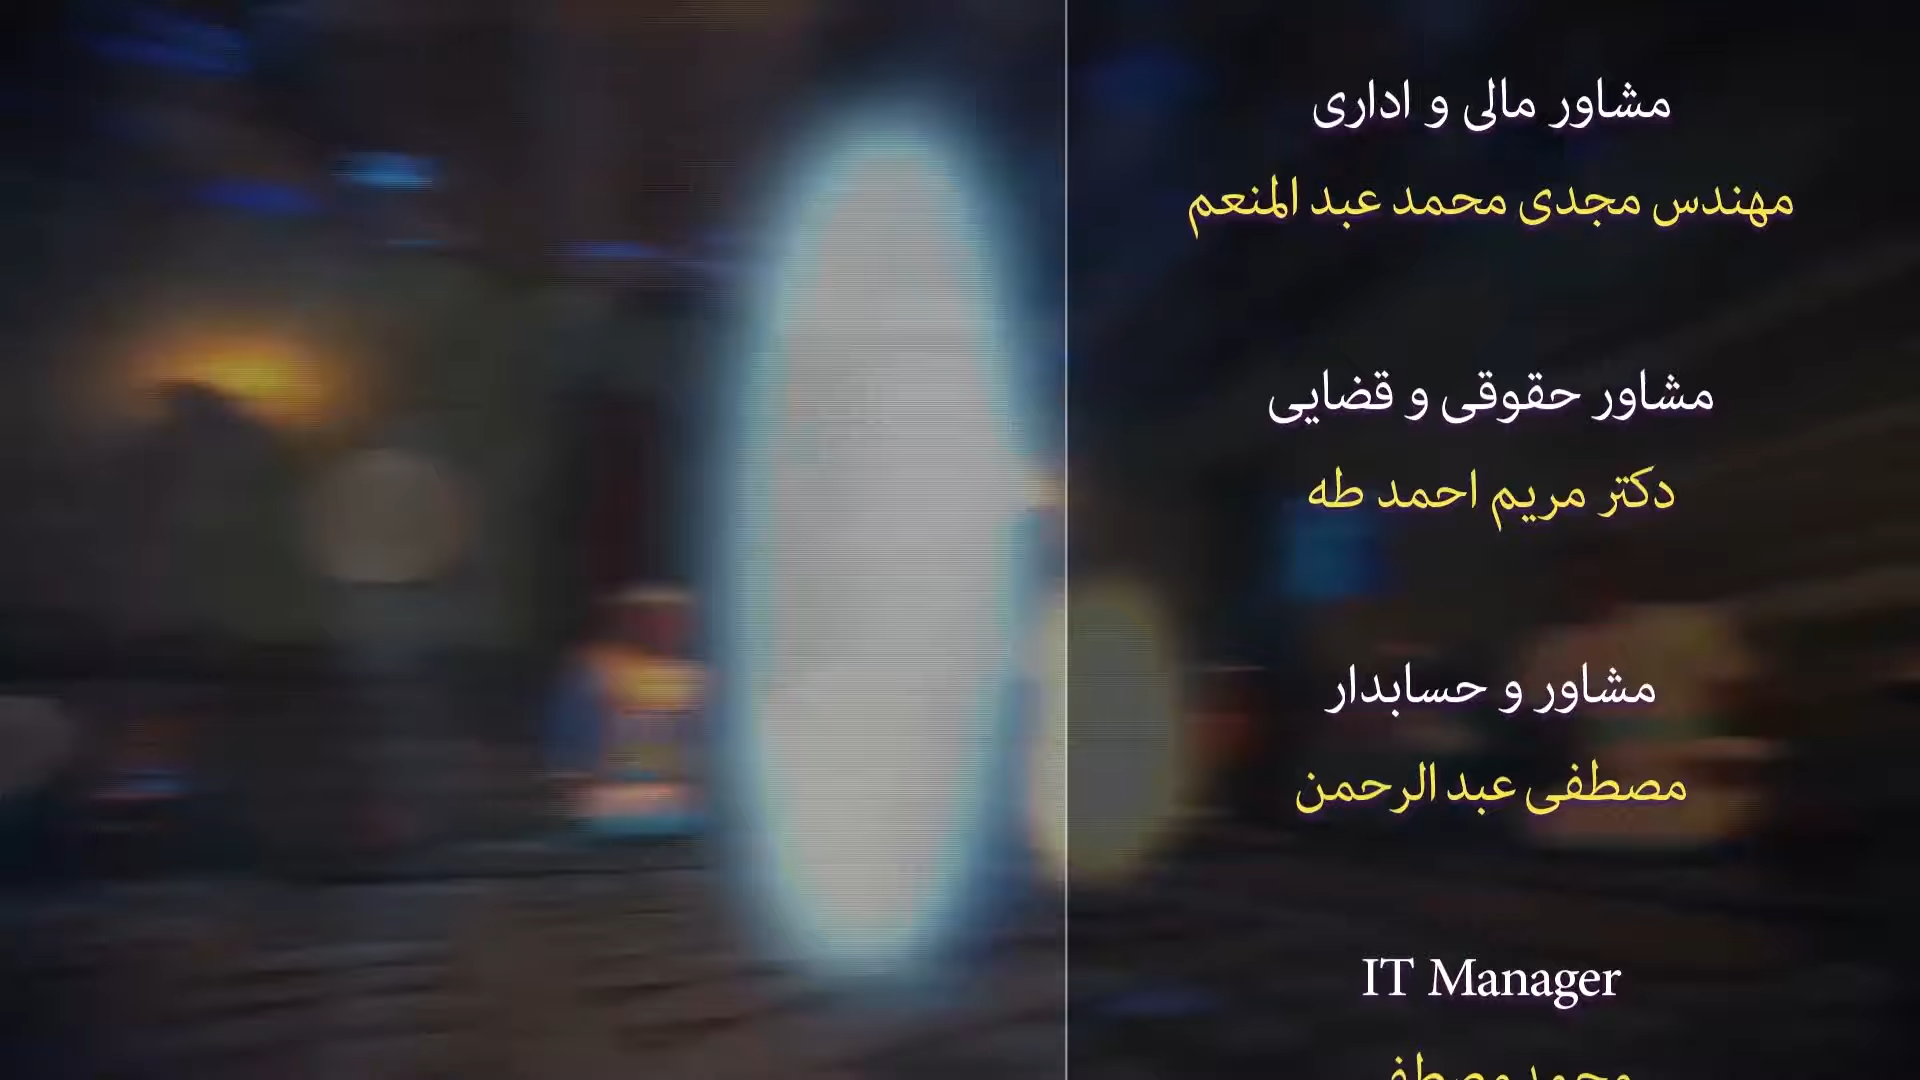 مشاور مالی و اداری
مهندس مجدی محمد عبد المنعم
مشاور حقوقی و قضایی
دکتر مریم احمد طه
مشاور و حسابدار
مصطفی عبد الرحمن
IT Manager